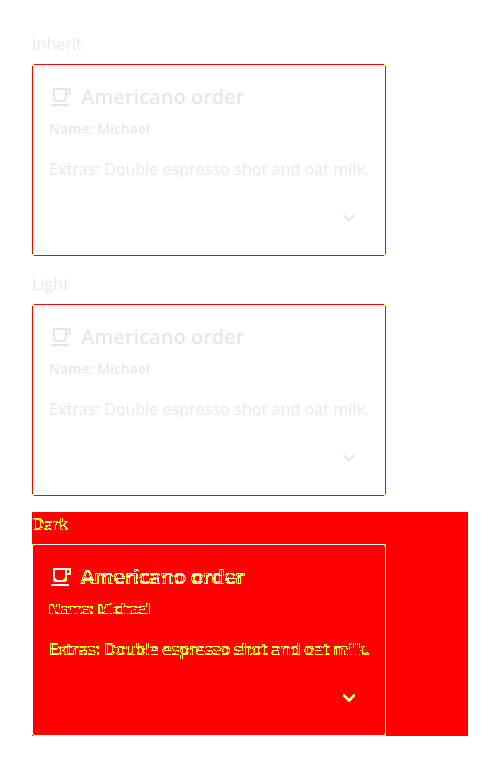 Inherit
Americano order
Name: Michael
Extras: Double espresso shot and oat milk.
Light
Americano order
Name: Michael
Extras: Double espresso shot and oat milk.
Dark
Americano order
Name: Michael
Extras: Double espresso shot and oat milk.